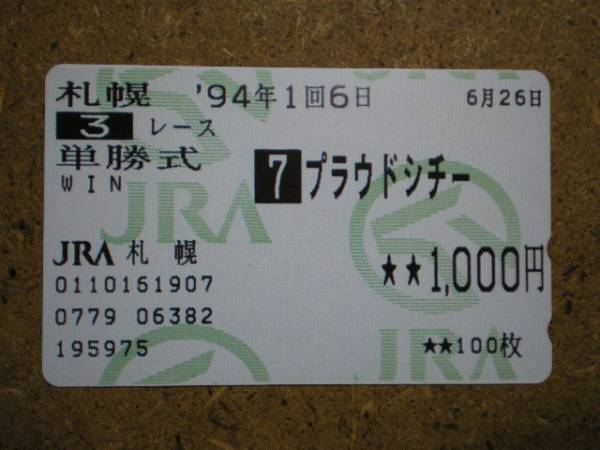 札幌 '94年1回6日 6月26日
3 レース
単勝式
WIN
7 プラウドシチー
JRA 札幌
★★1,000円
0110161907
0779 06382
195975
★★100枚
JRA
JRA
JRA